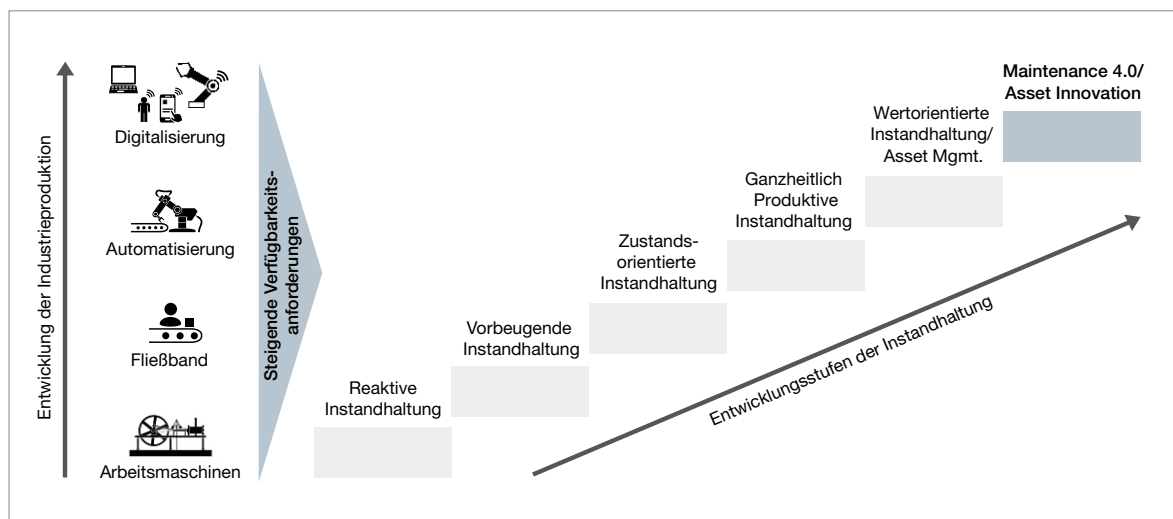 Entwicklung der Industrieproduktion
Digitalisierung
Automatisierung
Fließband
Arbeitsmaschinen
Steigende Verfügbarkeits-
anforderungen
Reaktive
Instandhaltung
Vorbeugende
Instandhaltung
Zustands-
orientierte
Instandhaltung
Ganzheitlich
Produktive
Instandhaltung
Wertorientierte
Instandhaltung/
Asset Mgmt.
Maintenance 4.0/
Asset Innovation
Entwicklungsstufen der Instandhaltung